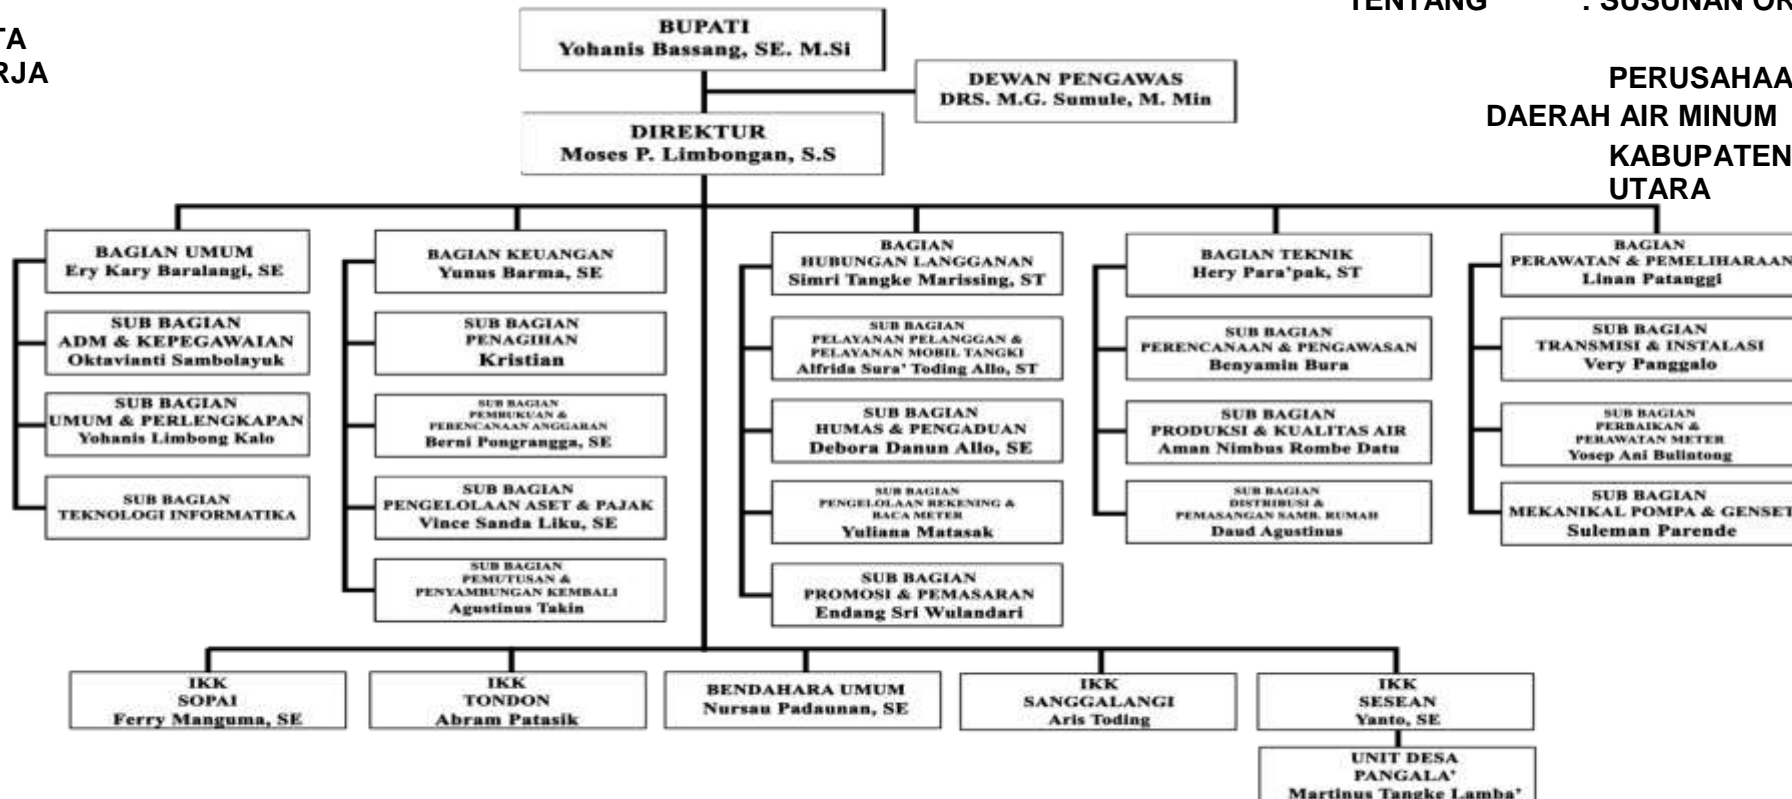 TENTANG : SUSUNAN OR
TA
RJA
PERUSAHAA
DAERAH AIR MINUM
KABUPATEN
UTARA
BUPATI
Yohanis Bassang, SE. M.Si
DEWAN PENGAWAS
DRS. M.G. Sumule, M. Min
DIREKTUR
Moses P. Limbongan, S.S
BAGIAN UMUM
Ery Kary Baralangi, SE
SUB BAGIAN
ADM & KEPEGAWAIAN
Oktavianti Sambolayuk
SUB BAGIAN
UMUM & PERLENGKAPAN
Yohanis Limbong Kalo
SUB BAGIAN
TEKNOLOGI INFORMATIKA
BAGIAN KEUANGAN
Yunus Barma, SE
SUB BAGIAN
PENAGIHAN
Kristian
SUB BAGIAN
PEMBUKUAN &
PERENCANAAN ANGGARAN
Berni Pongrangga, SE
SUB BAGIAN
PENGELOLAAN ASET & PAJAK
Vince Sanda Liku, SE
SUB BAGIAN
PEMUTUSAN &
PENYAMBUNGAN KEMBALI
Agustinus Takin
BAGIAN
HUBUNGAN LANGGANAN
Simri Tangke Marissing, ST
SUB BAGIAN
PELAYANAN PELANGGAN &
PELAYANAN MOBIL TANGKI
Alfrida Sura' Toding Allo, ST
SUB BAGIAN
HUMAS & PENGADUAN
Debora Danun Allo, SE
SUB BAGIAN
PENGELOLAAN REKENING &
BACA METER
Yuliana Matasak
SUB BAGIAN
PROMOSI & PEMASARAN
Endang Sri Wulandari
BAGIAN TEKNIK
Hery Para'pak, ST
SUB BAGIAN
PERENCANAAN & PENGAWASAN
Benyamin Bura
SUB BAGIAN
PRODUKSI & KUALITAS AIR
Aman Nimbus Rombe Datu
SUB BAGIAN
DISTRIBUSI &
PEMASANGAN SAMB. RUMAH
Daud Agustinus
BAGIAN
PERAWATAN & PEMELIHARAAN
Linan Patanggi
SUB BAGIAN
TRANSMISI & INSTALASI
Very Panggalo
SUB BAGIAN
PERBAIKAN &
PERAWATAN METER
Yosep Ani Bulintong
SUB BAGIAN
MEKANIKAL POMPA & GENSET
Suleman Parende
IKK
SOPAI
Ferry Manguma, SE
IKK
TONDON
Abram Patasik
BENDAHARA UMUM
Nursau Padaunan, SE
IKK
SANGGALANGI
Aris Toding
IKK
SESEAN
Yanto, SE
UNIT DESA
PANGALA'
Martinus Tangke Lamba'